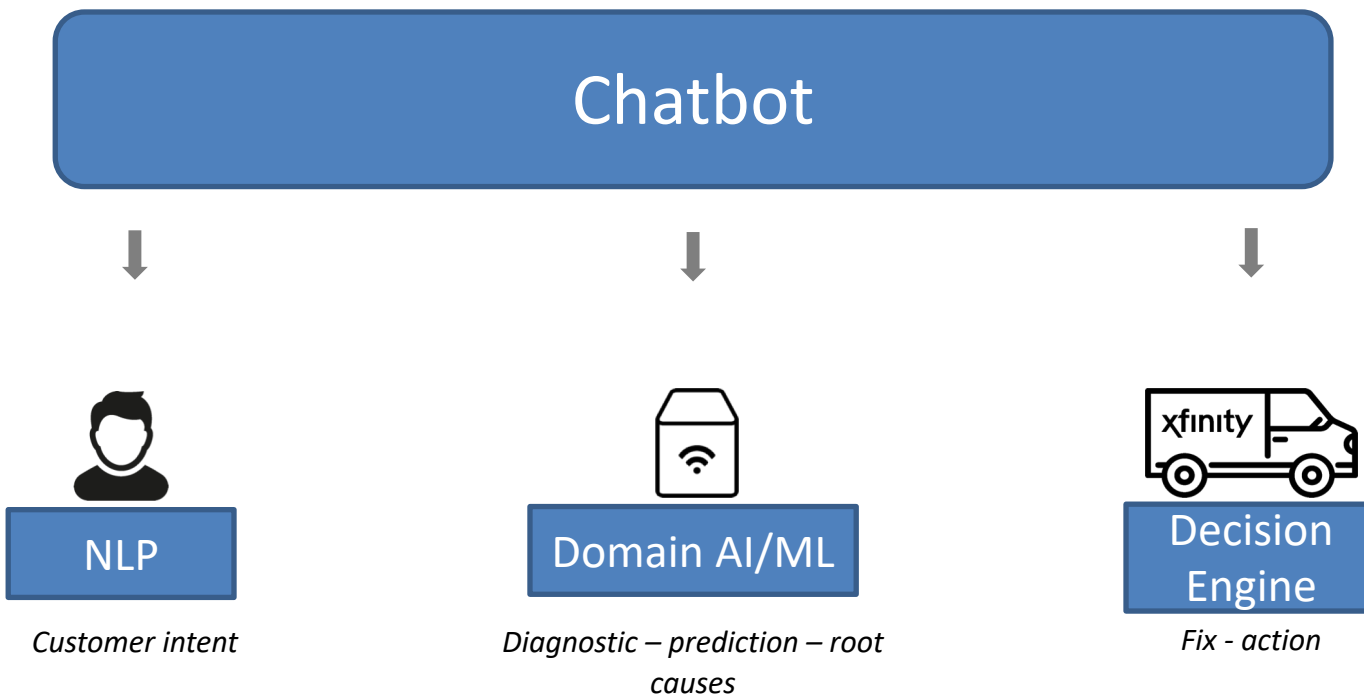 Chatbot
xfinity
NLP
Domain AI/ML
Decision
Engine
Customer intent
Diagnostic – prediction – root
causes
Fix - action